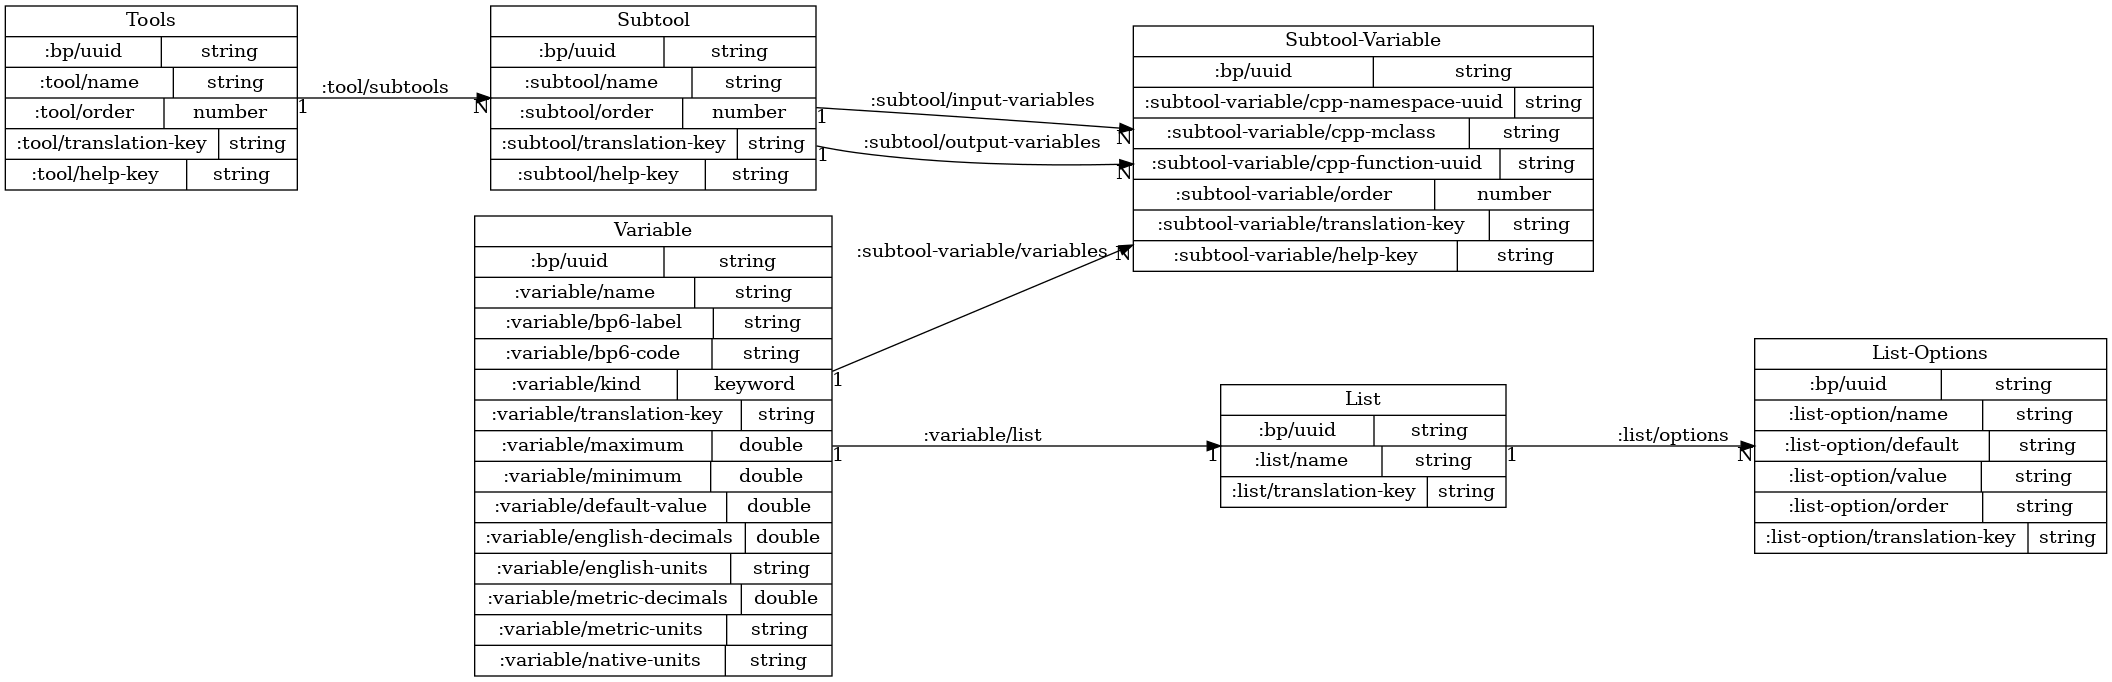 Tools
:bp/uuid string
:tool/name string
:tool/order number
:tool/translation-key string
:tool/help-key string
:tool/subtools
1
N
Subtool
:bp/uuid string
:subtool/name string
:subtool/order number
:subtool/translation-key string
:subtool/help-key string
:subtool/input-variables
1
N
:subtool/output-variables
1
N
Subtool-Variable
:bp/uuid string
:subtool-variable/cpp-namespace-uuid string
:subtool-variable/cpp-mclass string
:subtool-variable/cpp-function-uuid string
:subtool-variable/order number
:subtool-variable/translation-key string
:subtool-variable/help-key string
Variable
:bp/uuid string
:variable/name string
:variable/bp6-label string
:variable/bp6-code string
:variable/kind keyword
:variable/translation-key string
:variable/maximum double
:variable/minimum double
:variable/default-value double
:variable/english-decimals double
:variable/english-units string
:variable/metric-decimals double
:variable/metric-units string
:variable/native-units string
:subtool-variable/variables
1
N
:variable/list
1
1
List
:bp/uuid string
:list/name string
:list/translation-key string
:list/options
1
N
List-Options
:bp/uuid string
:list-option/name string
:list-option/default string
:list-option/value string
:list-option/order string
:list-option/translation-key string